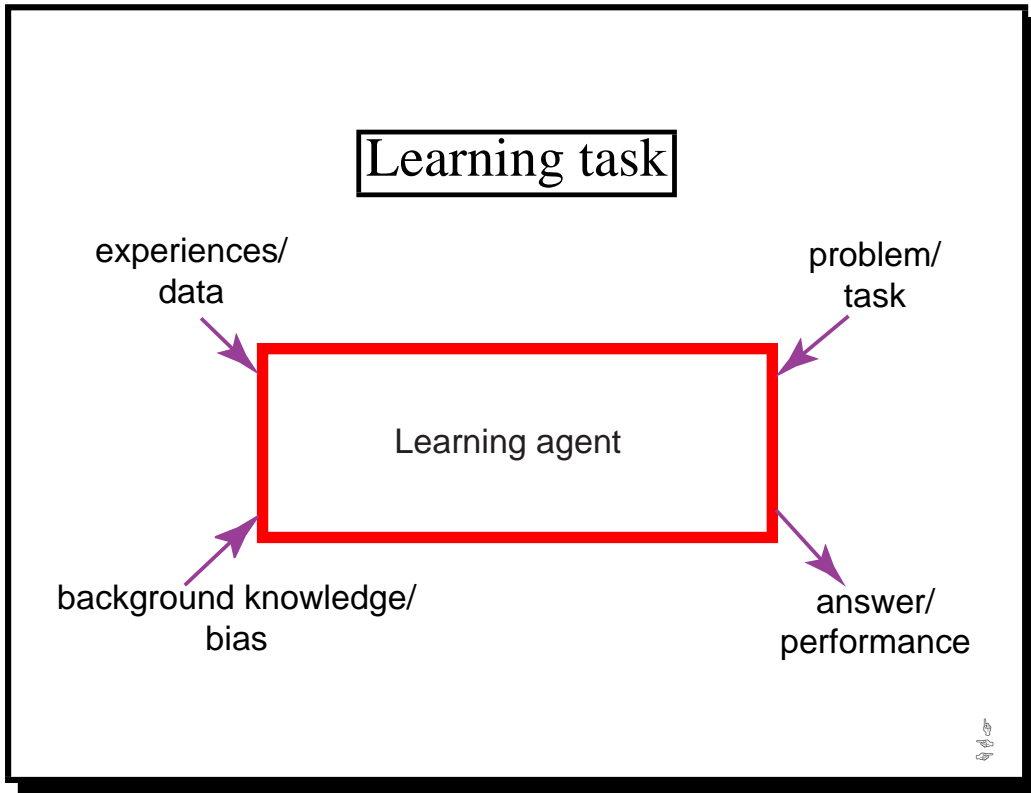 Learning task
experiences/
data
problem/
task
Learning agent
background knowledge/
bias
answer/
performance